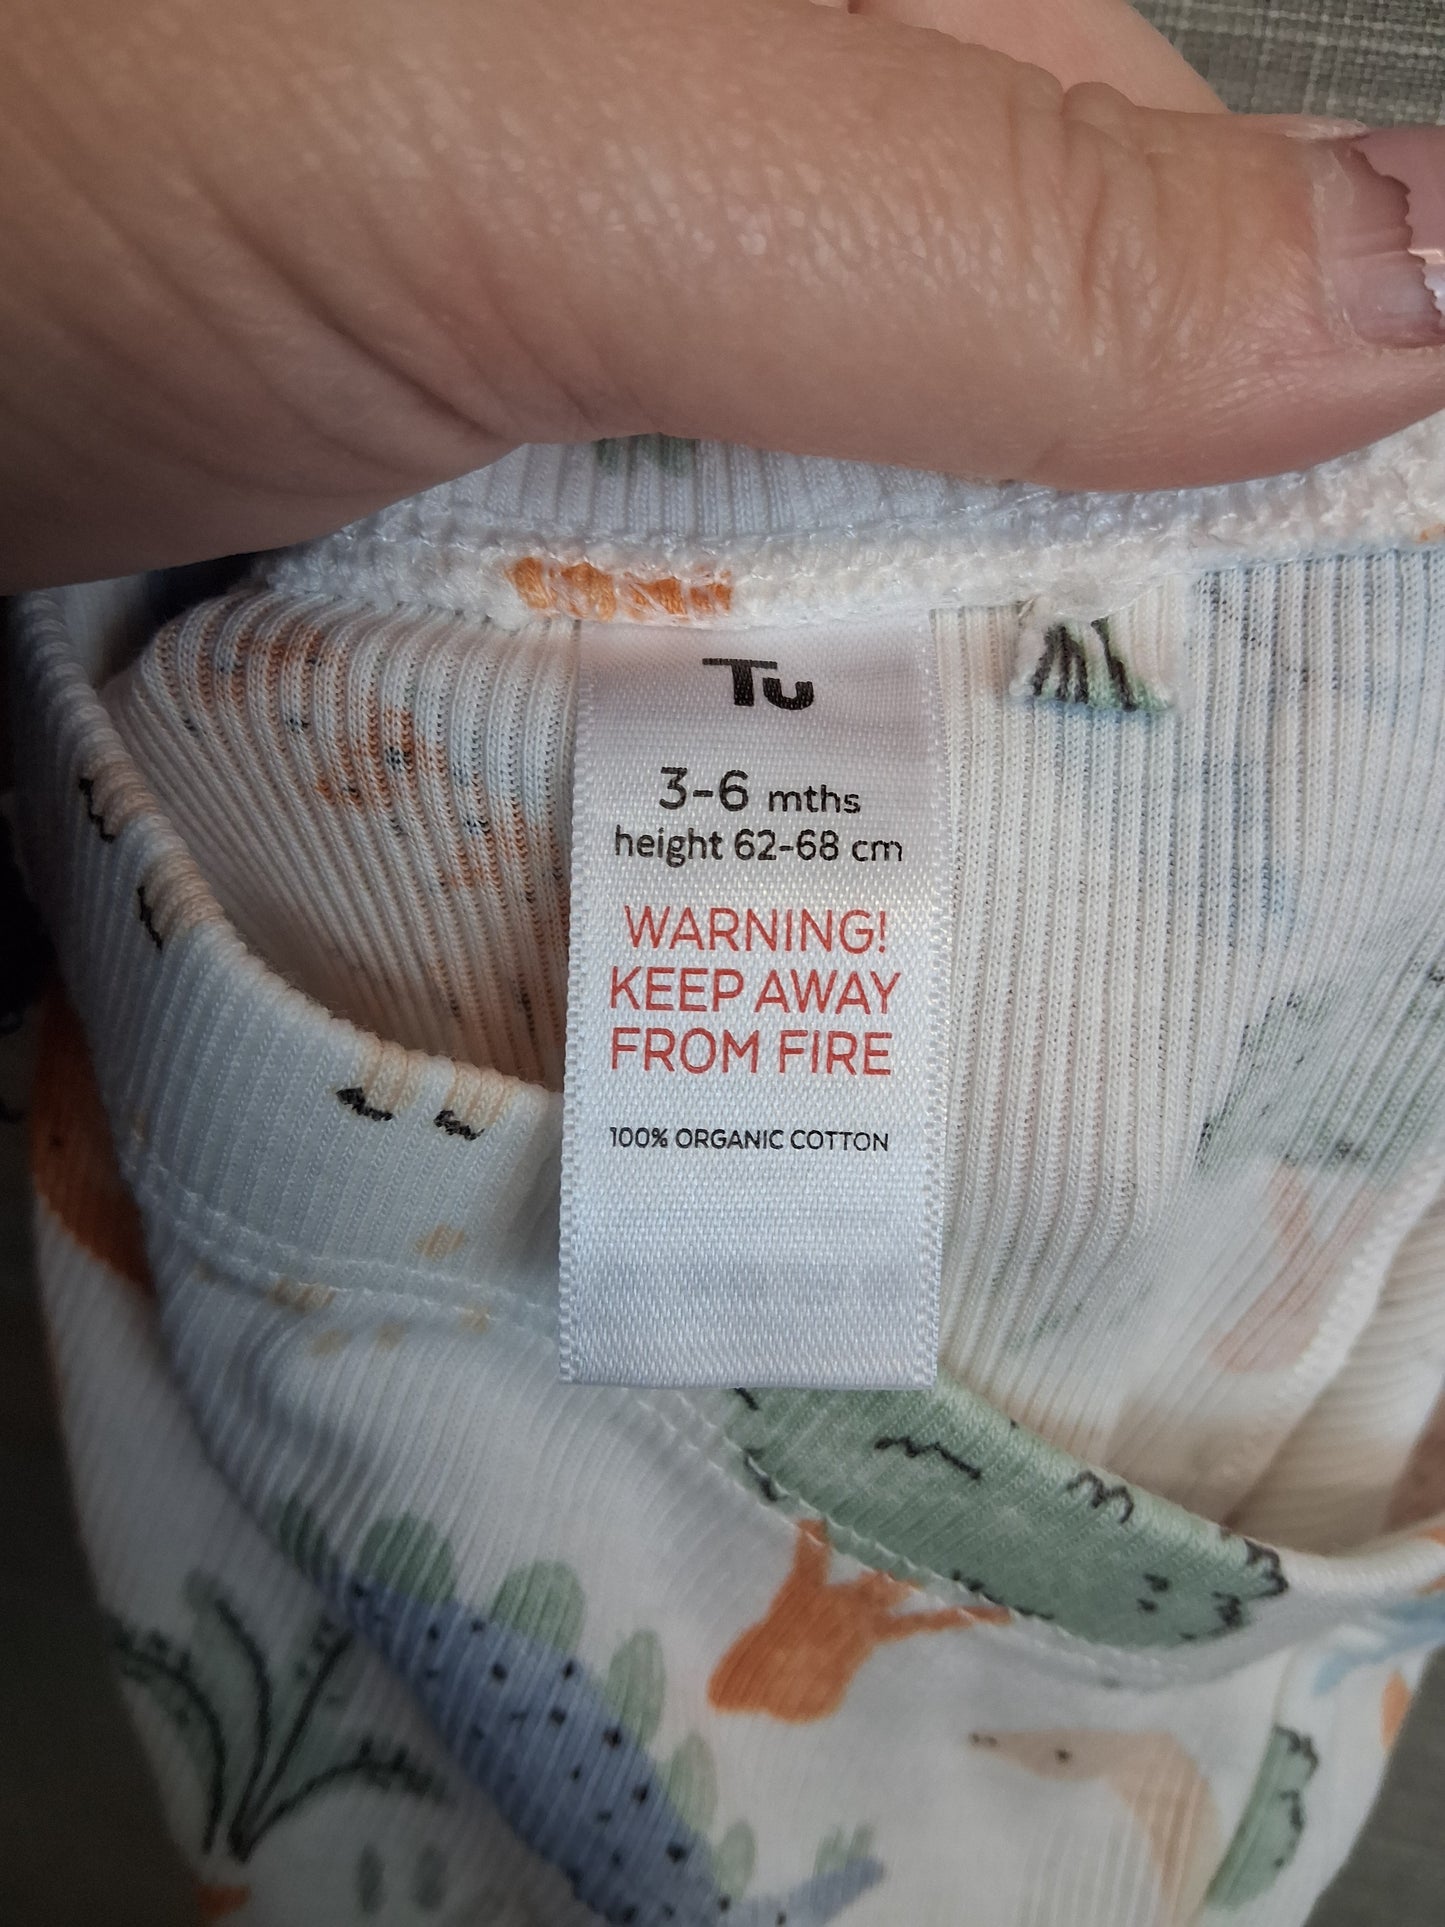 Tu
3-6 mths
height 62-68 cm
WARNING!
KEEP AWAY
FROM FIRE
100% ORGANIC COTTON